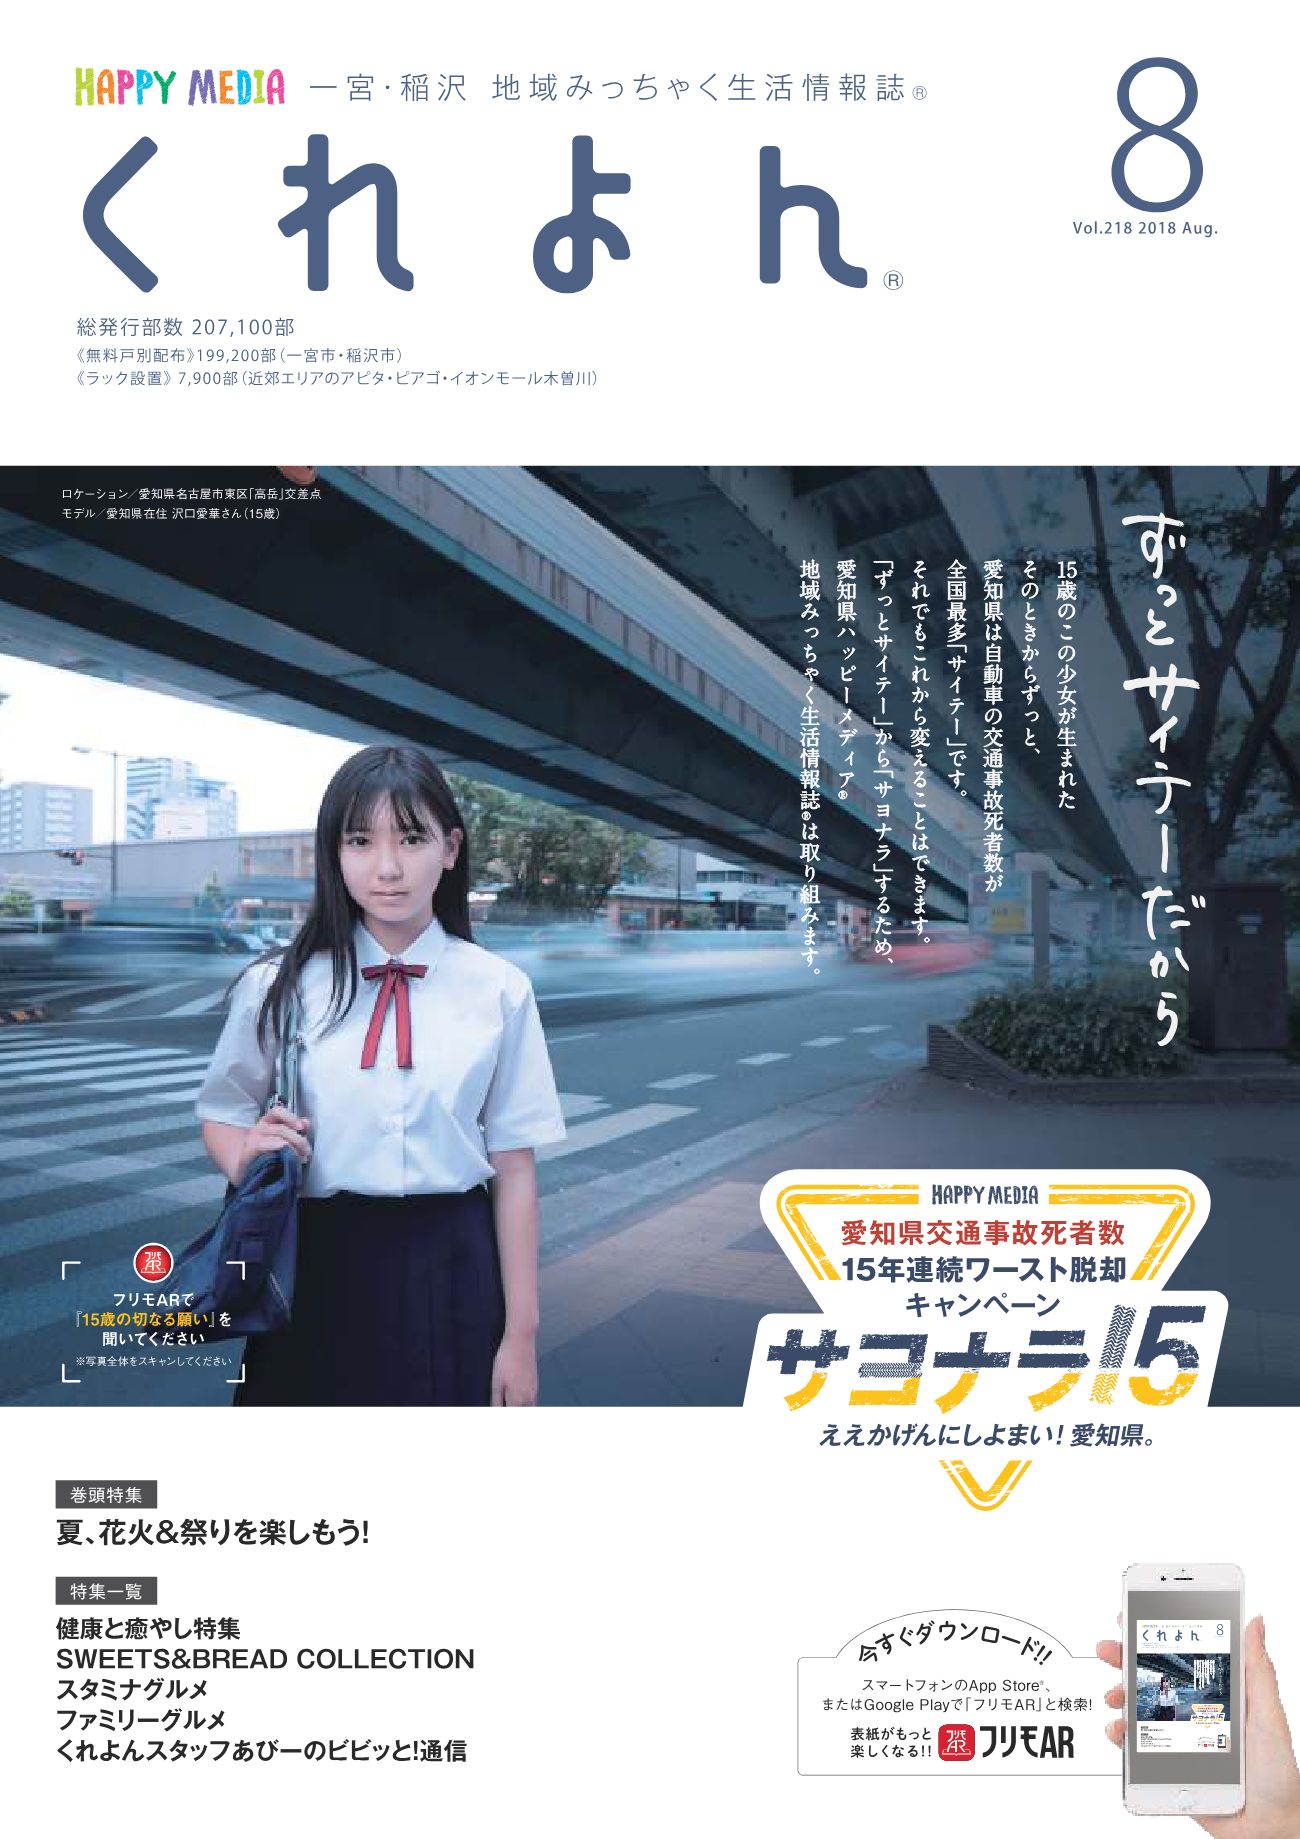 HAPPY MEDIA 一宮・稲沢 地域みっちゃく生活情報誌®
くれよん®
8
Vol.218 2018 Aug.
総発行部数 207,100部
《無料戸別配布》199,200部（一宮市・稲沢市）
《ラック設置》 7,900部（近郊エリアのアピタ・ピアゴ・イオンモール木曽川）
ロケーション／愛知県名古屋市東区「高岳」交差点
モデル／愛知県在住 沢口愛華さん（15歳）
ずっとサイテーだから
15歳のこの少女が生まれた
そのときからずっと、
愛知県は自動車の交通事故死者数が
全国最多「サイテー」です。
それでもこれから変えることはできます。
「ずっとサイテー」から「サヨナラ」するため、
愛知県ハッピーメディア®
地域みっちゃく生活情報誌®は取り組みます。
フリモAR
フリモARで
『15歳の切なる願い』を
聞いてください
※写真全体をスキャンしてください
HAPPY MEDIA
愛知県交通事故死者数
15年連続ワースト脱却
キャンペーン
サヨナラ15
ええかげんにしよまい！愛知県。
巻頭特集
夏、花火&祭りを楽しもう!
特集一覧
健康と癒やし特集
SWEETS&BREAD COLLECTION
スタミナグルメ
ファミリーグルメ
くれよんスタッフあびーのビビッと!通信
今すぐダウンロード!!
スマートフォンのApp Store®、
またはGoogle Playで「フリモAR」と検索!
表紙がもっと
楽しくなる!!
フリモAR フリモAR
くれよん
8